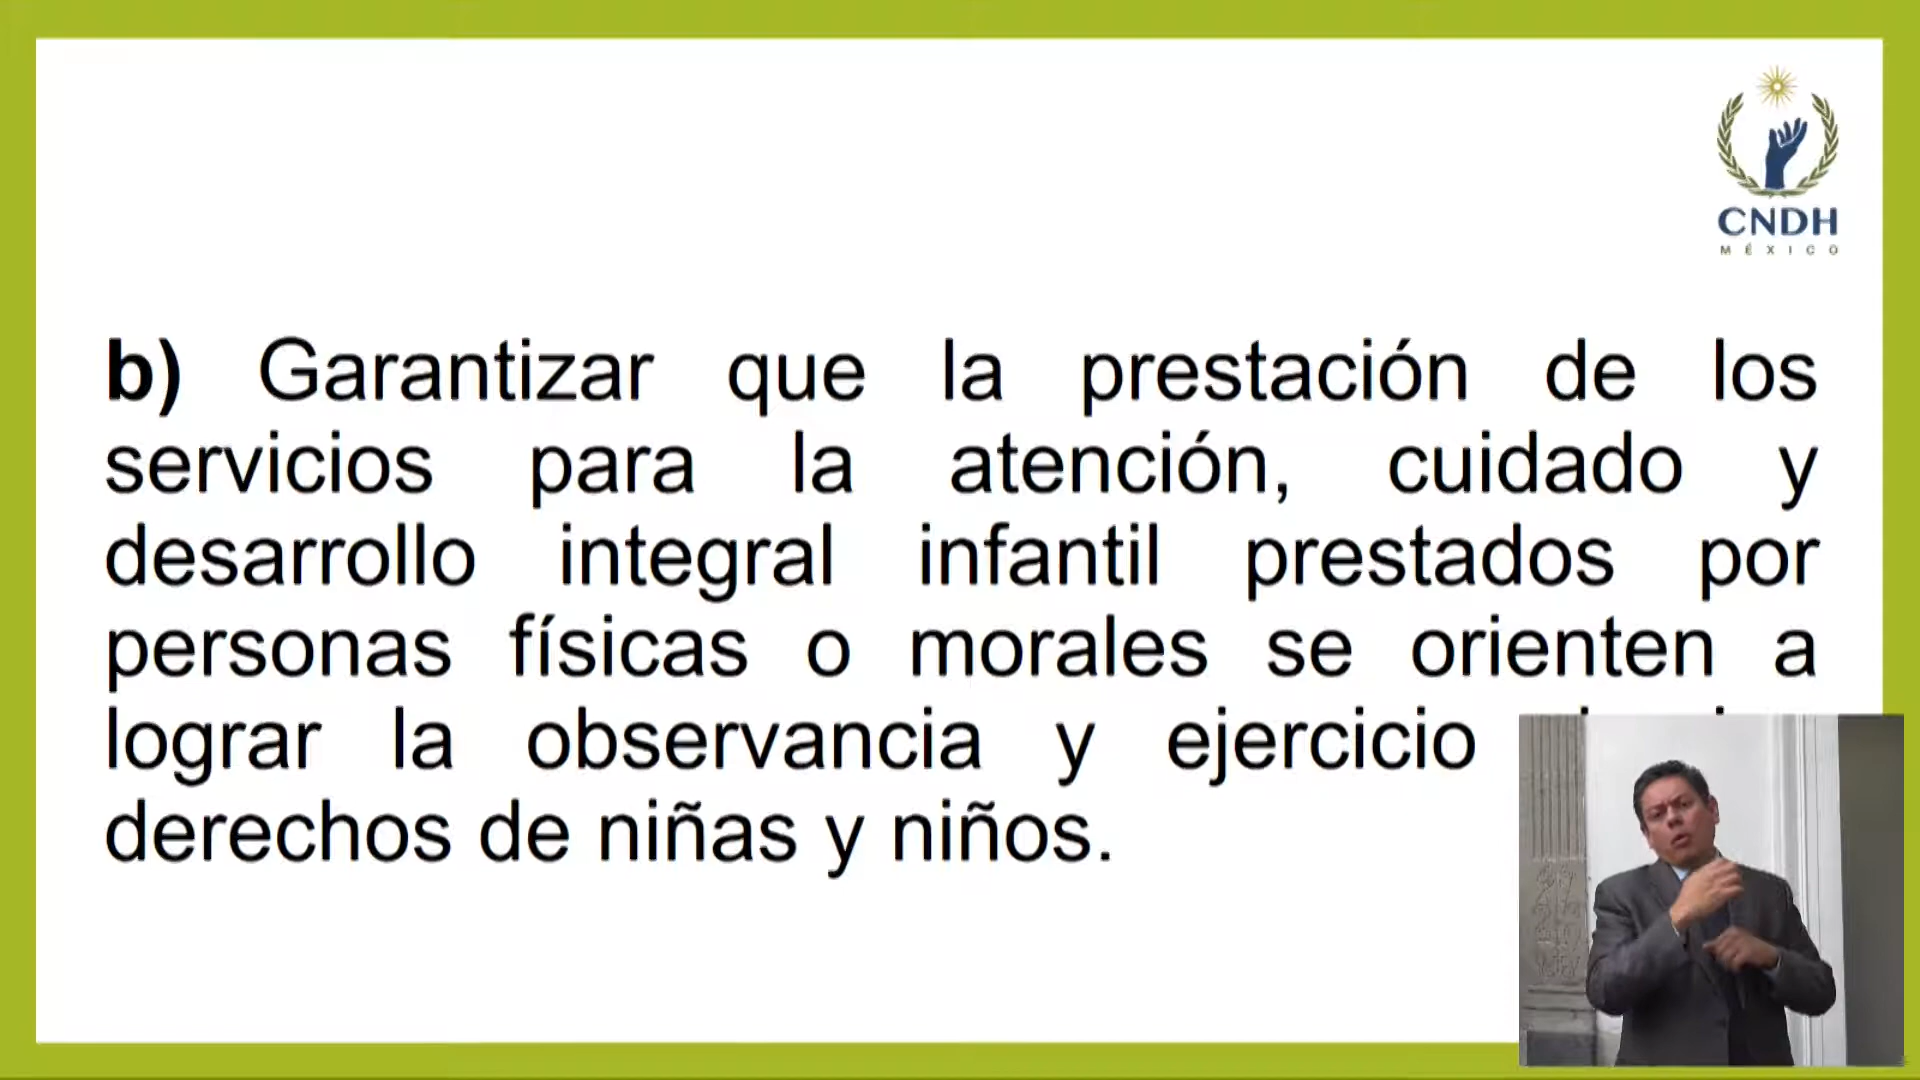 CNDH
MÉXICO
b) Garantizar que la prestación de los
servicios para la atención, cuidado y
desarrollo integral infantil prestados por
personas físicas o morales se orienten a
lograr la observancia y ejercicio
derechos de niñas y niños.